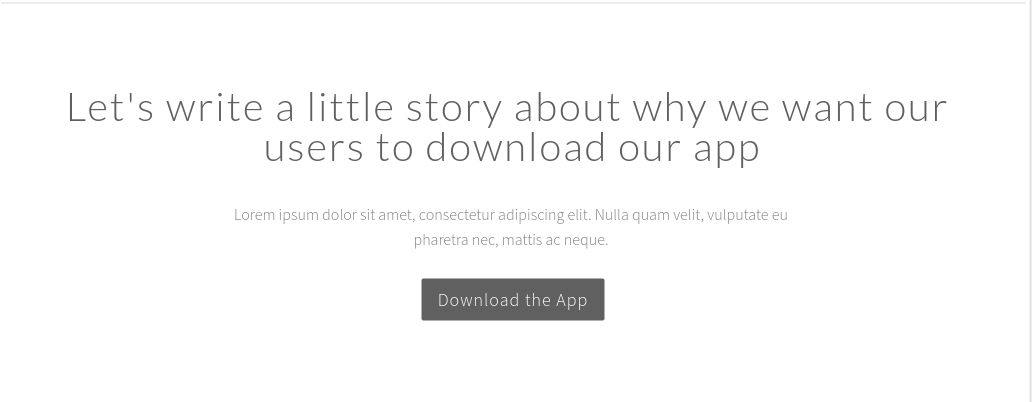 Let's write a little story about why we want our
users to download our app
Lorem ipsum dolor sit amet, consectetur adipiscing elit. Nulla quam velit, vulputate eu
pharetra nec, mattis ac neque.
Download the App